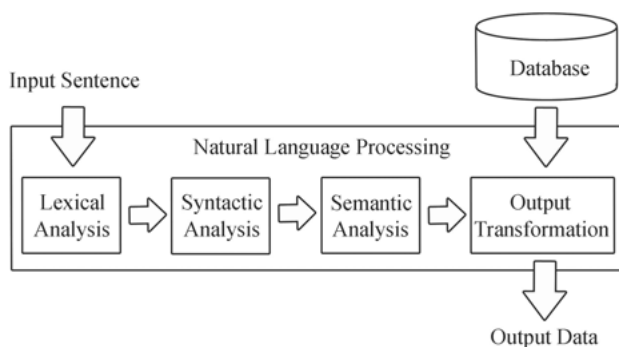 Input Sentence
Database
Natural Language Processing
Lexical
Analysis
Syntactic
Analysis
Semantic
Analysis
Output
Transformation
Output Data